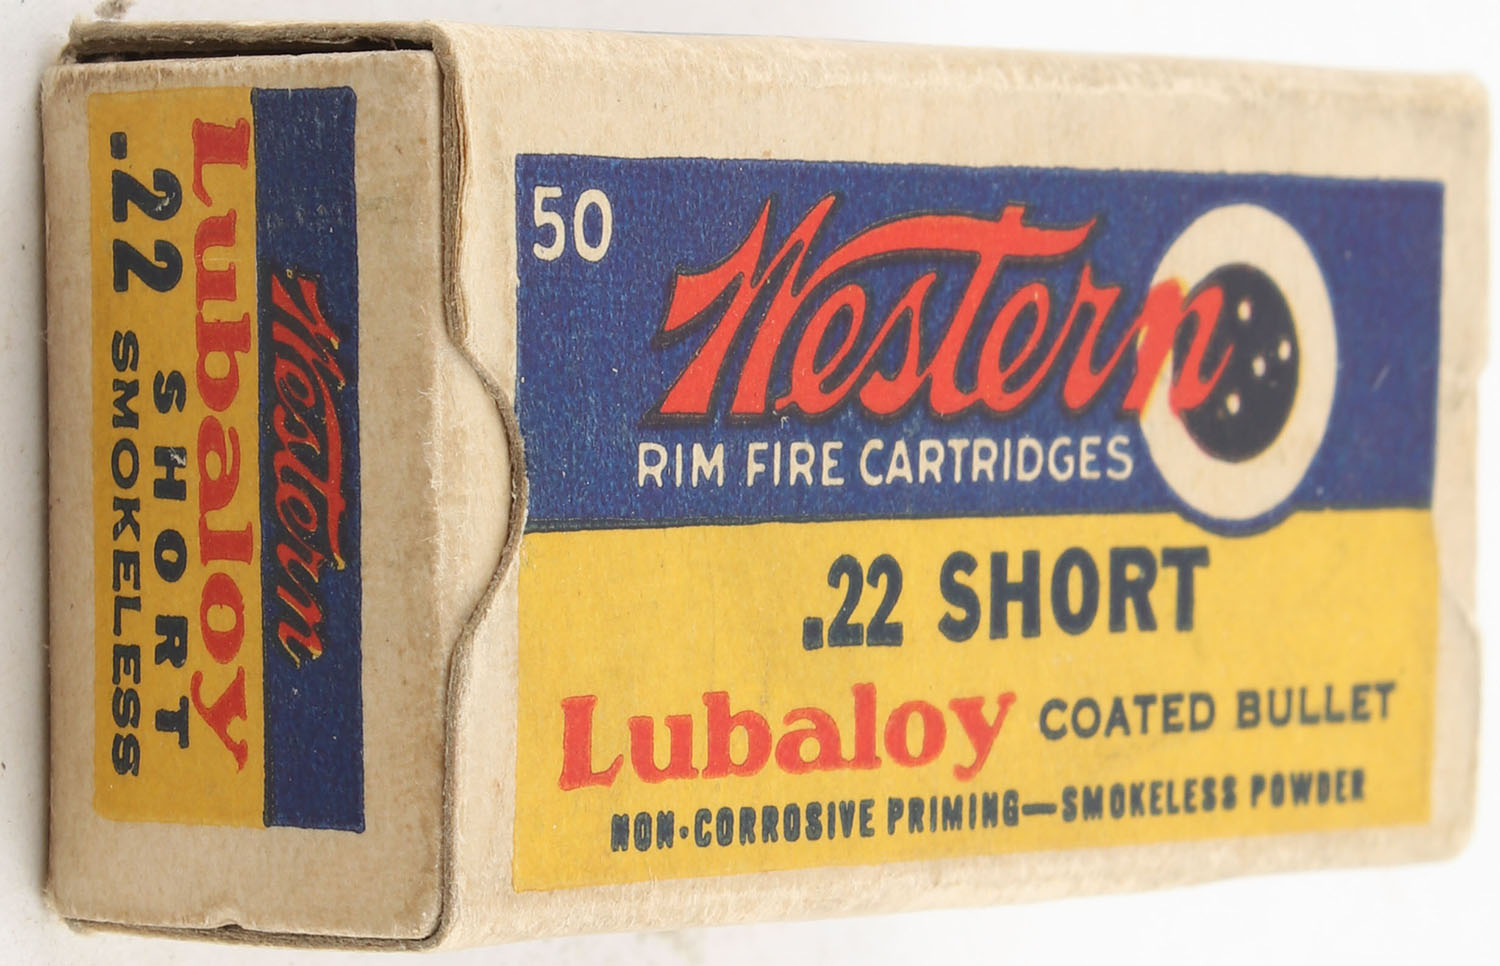 50
Western
RIM FIRE CARTRIDGES
.22 SHORT
Lubaloy COATED BULLET
NON-CORROSIVE PRIMING—SMOKELESS POWDER
Western
Lubaloy
.22 SHORT
.22 SMOKELESS